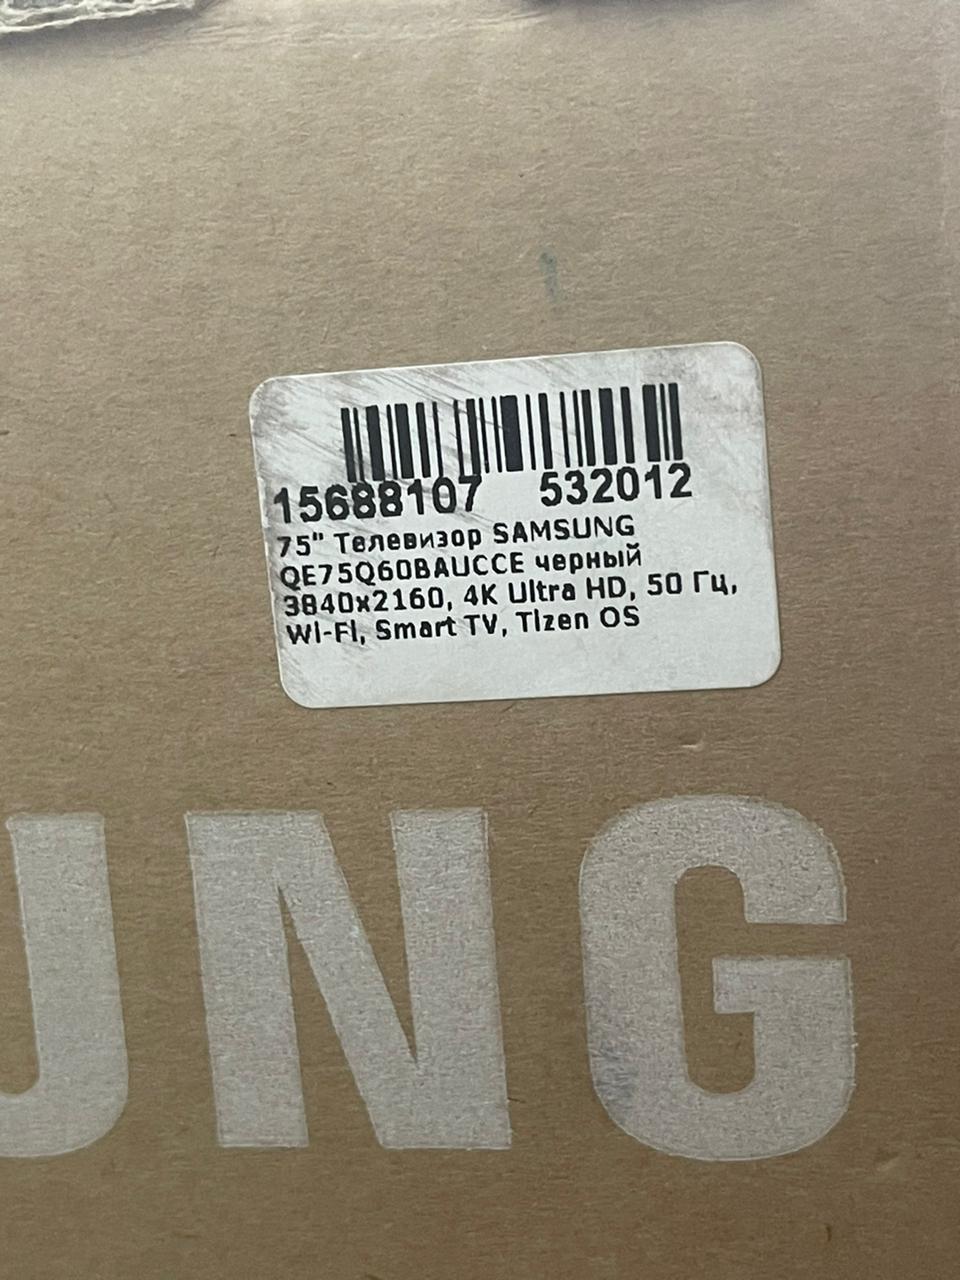 15688107 532012
75" Телевизор SAMSUNG
QE75Q60BAUCCE черный
3840x2160, 4K Ultra HD, 50 Гц,
Wi-Fi, Smart TV, Tizen OS
UNG